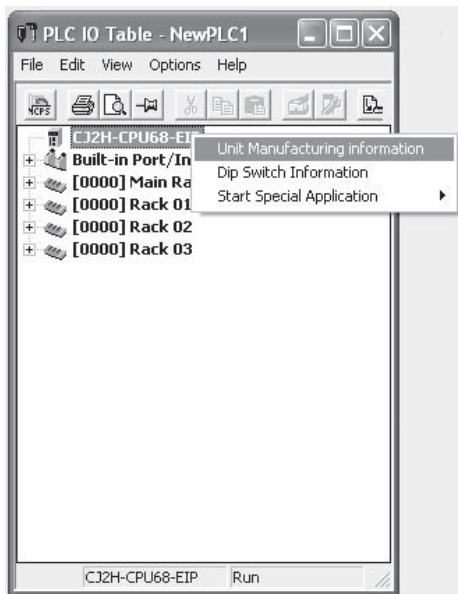 PLC IO Table - NewPLC1
File Edit View Options Help
NCPS
CJ2H-CPU68-EIP
Unit Manufacturing information
Built-in Port/In
Dip Switch Information
[0000] Main Ra
Start Special Application
[0000] Rack 01
[0000] Rack 02
[0000] Rack 03
CJ2H-CPU68-EIP Run